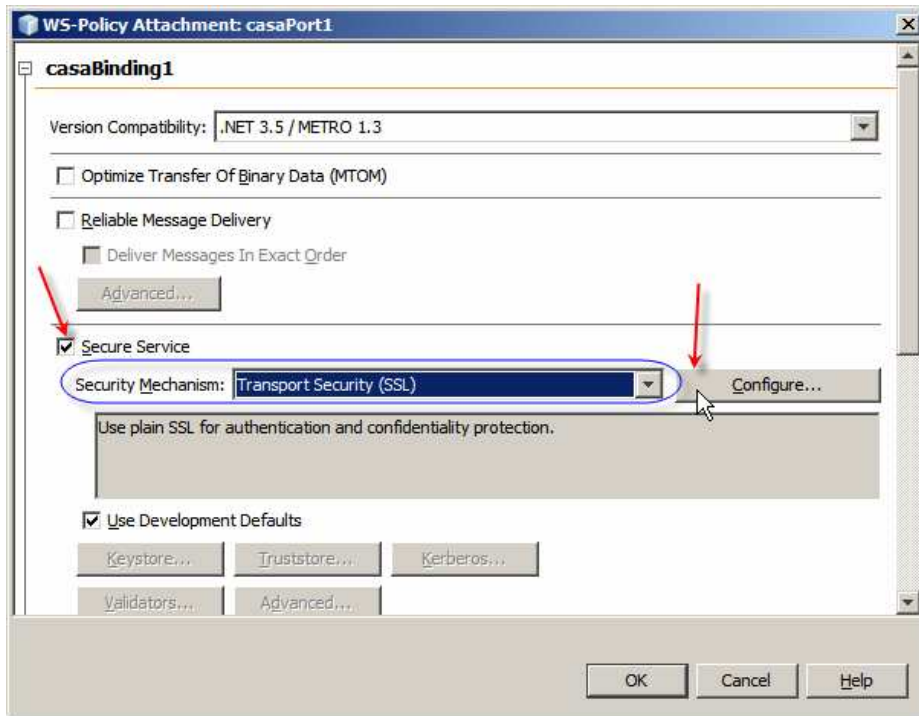 WS-Policy Attachment: casaPort1
casaBinding1
Version Compatibility: .NET 3.5 / METRO 1.3
Optimize Transfer Of Binary Data (MTOM)
Reliable Message Delivery
Deliver Messages In Exact Order
Advanced...
Secure Service
Security Mechanism: Transport Security (SSL) Configure...
Use plain SSL for authentication and confidentiality protection.
Use Development Defaults
Keystore... Truststore... Kerberos...
Validators... Advanced...
OK Cancel Help